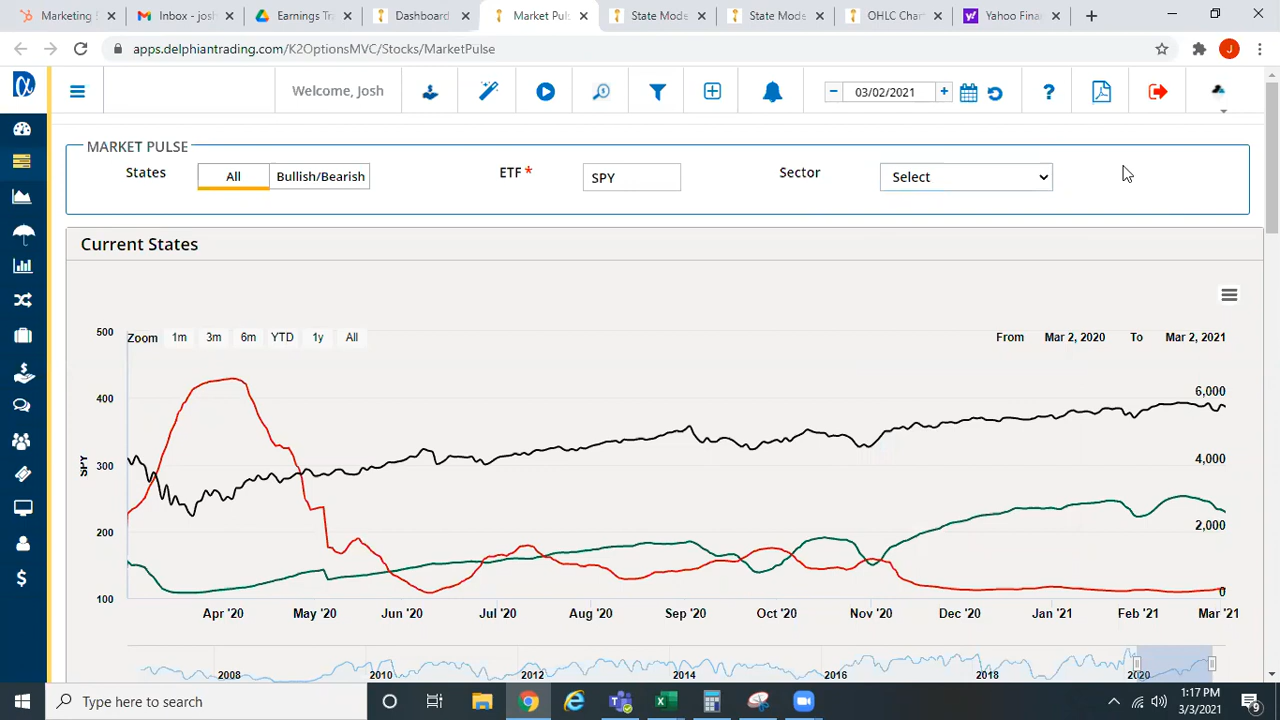 Marketing S
Inbox - josh
Earnings Tr
Dashboard
Market Puls
State Mode
State Mode
OHLC Char
Yahoo Finan
apps.delphiantrading.com/K2OptionsMVC/Stocks/MarketPulse
J
Welcome, Josh
03/02/2021
MARKET PULSE
States
All
Bullish/Bearish
ETF *
SPY
Sector
Select
Current States
Zoom 1m 3m 6m YTD 1y All
From Mar 2, 2020 To Mar 2, 2021
500
400
300
200
100
SPY
6,000
4,000
2,000
0
Apr '20 May '20 Jun '20 Jul '20 Aug '20 Sep '20 Oct '20 Nov '20 Dec '20 Jan '21 Feb '21 Mar '21
2008 2010 2012 2014 2016 2018 2020
Type here to search
1:17 PM
3/3/2021
9